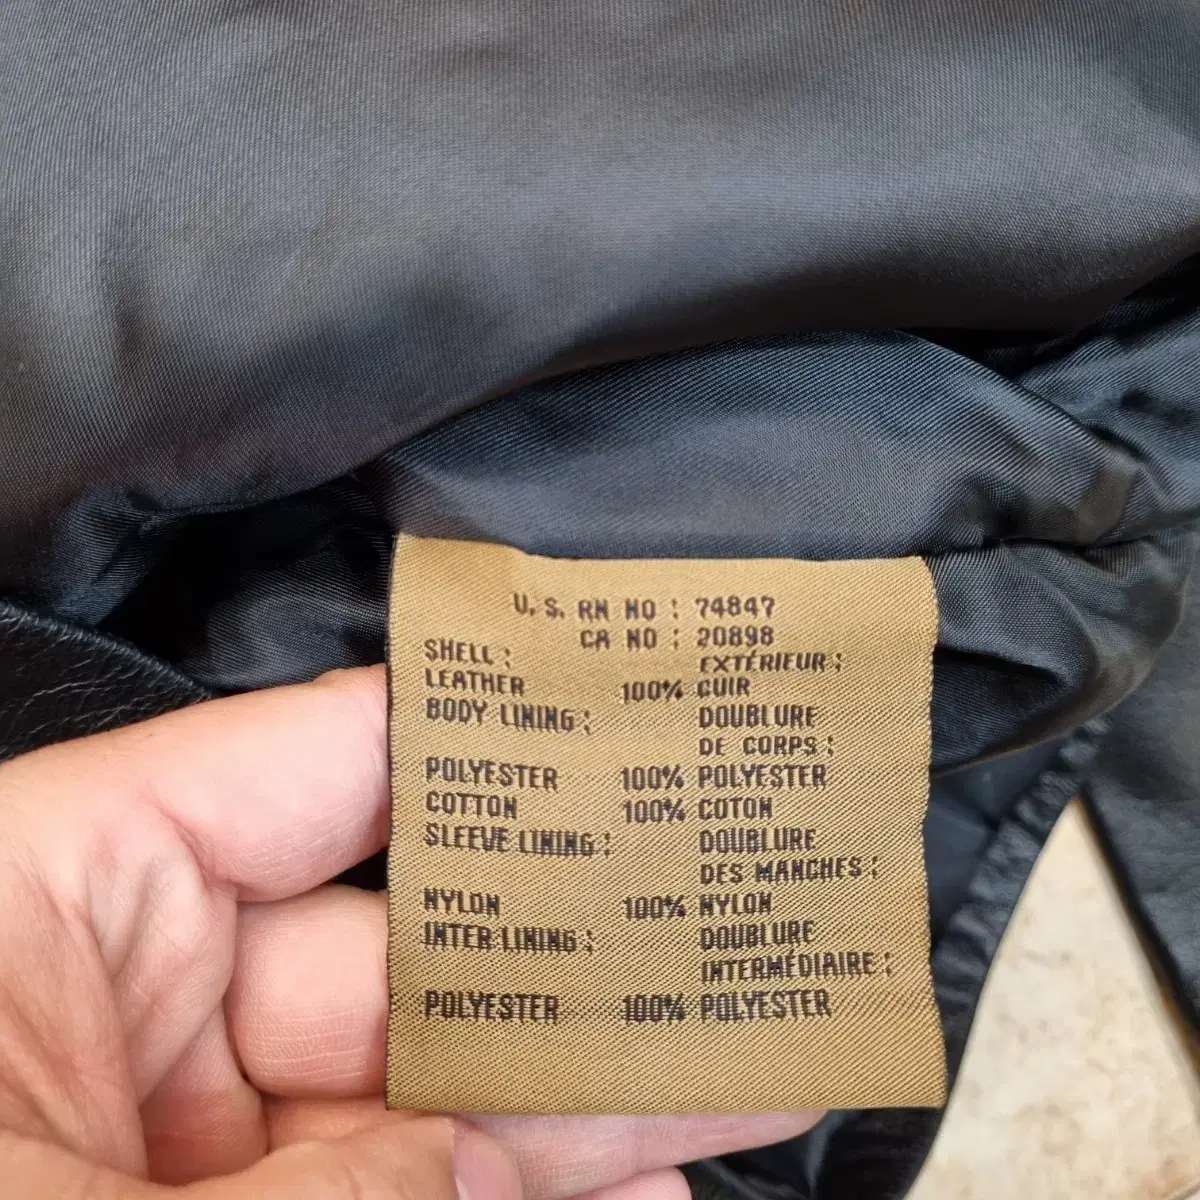 U.S. RN NO : 74847
CA NO : 20898
SHELL : EXTÉRIEUR :
LEATHER 100% CUIR
BODY LINING : DOUBLURE
DE CORPS :
POLYESTER 100% POLYESTER
COTTON 100% COTON
SLEEVE LINING : DOUBLURE
DES MANCHES :
NYLON 100% NYLON
INTER LINING : DOUBLURE
INTERMÉDIAIRE :
POLYESTER 100% POLYESTER